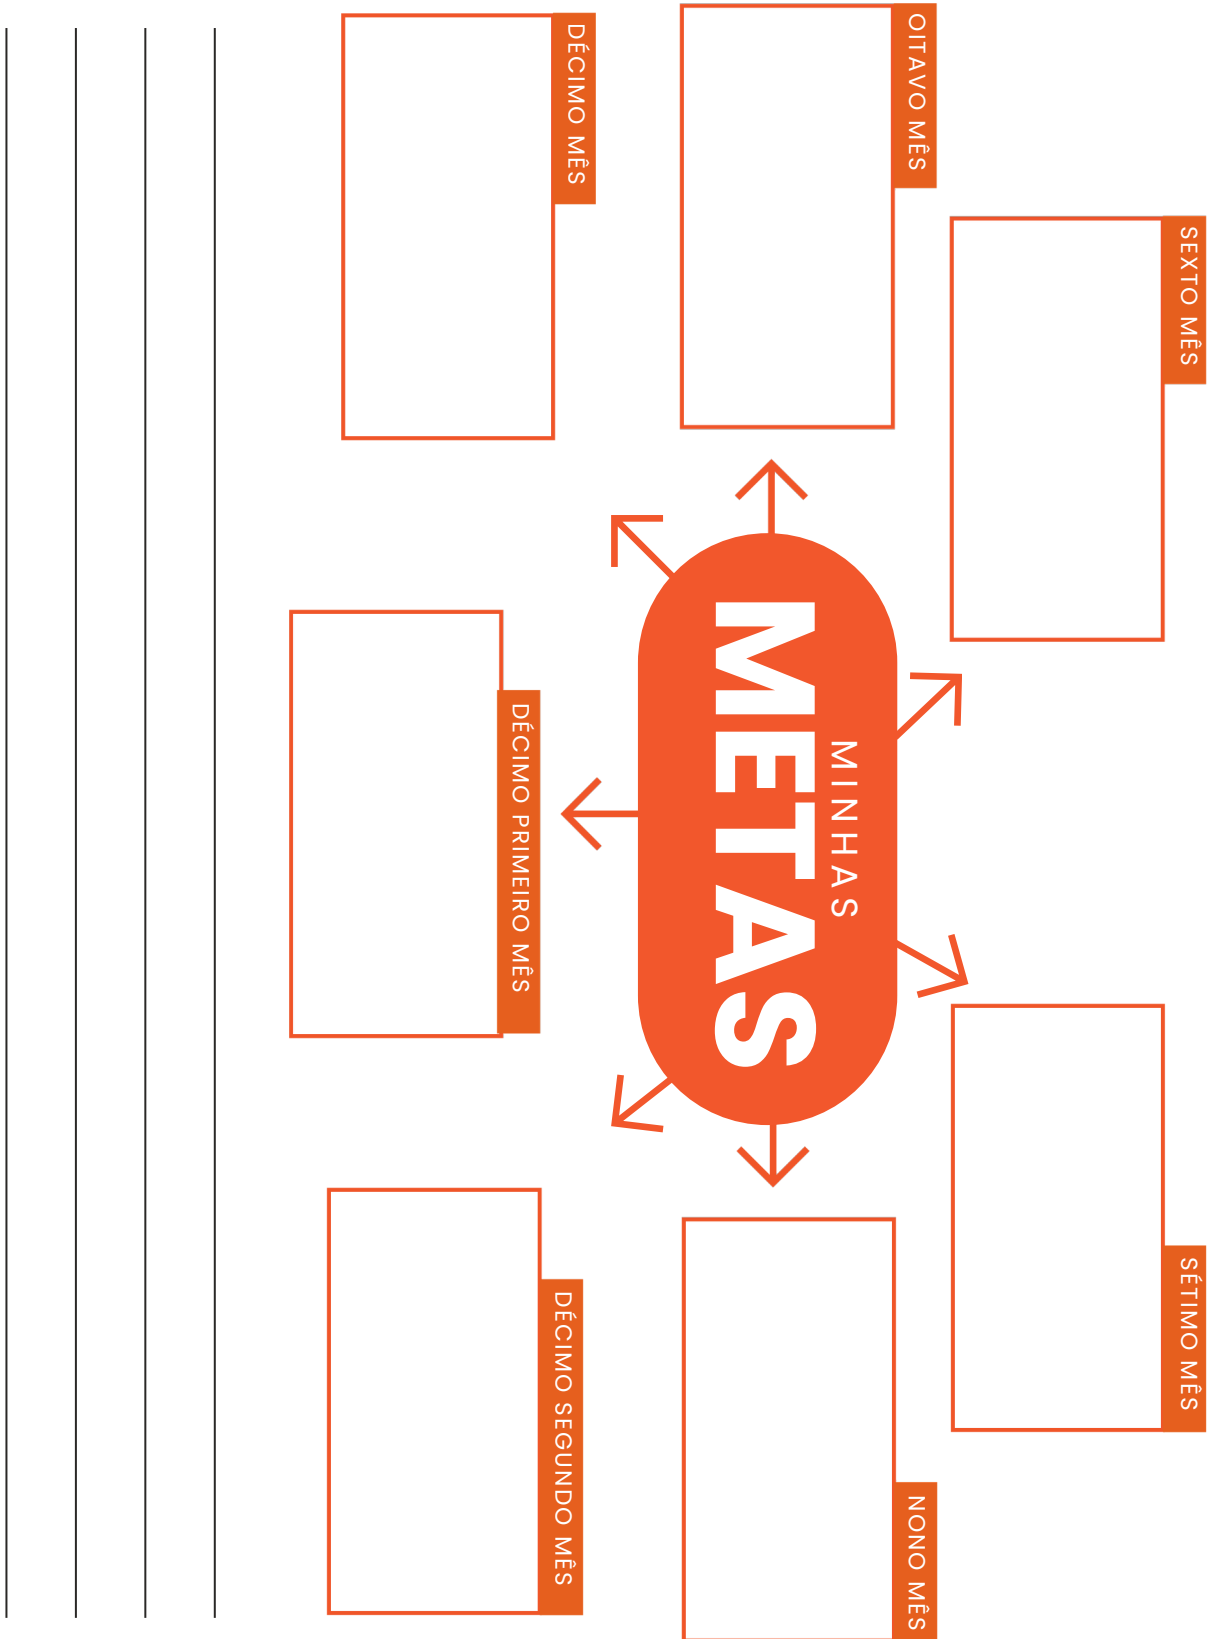 SEXTO MÊS
SÉTIMO MÊS
OITAVO MÊS
NONO MÊS
MINHAS
METAS
DÉCIMO MÊS
DÉCIMO SEGUNDO MÊS
DÉCIMO PRIMEIRO MÊS